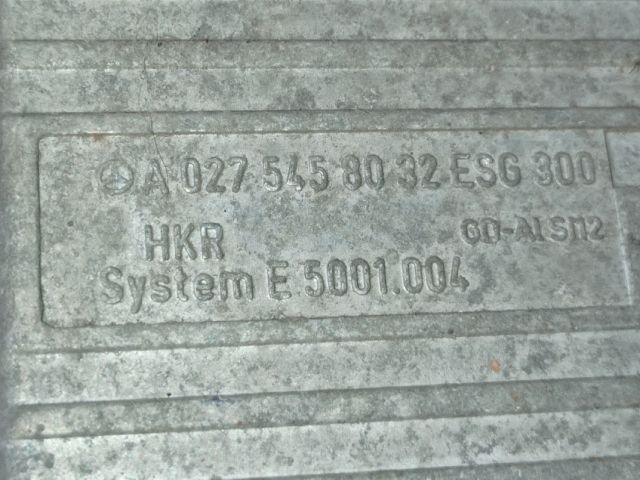 A 027 545 80 32 ESG 300
HKR GD-AlSi12
System E 5001.004